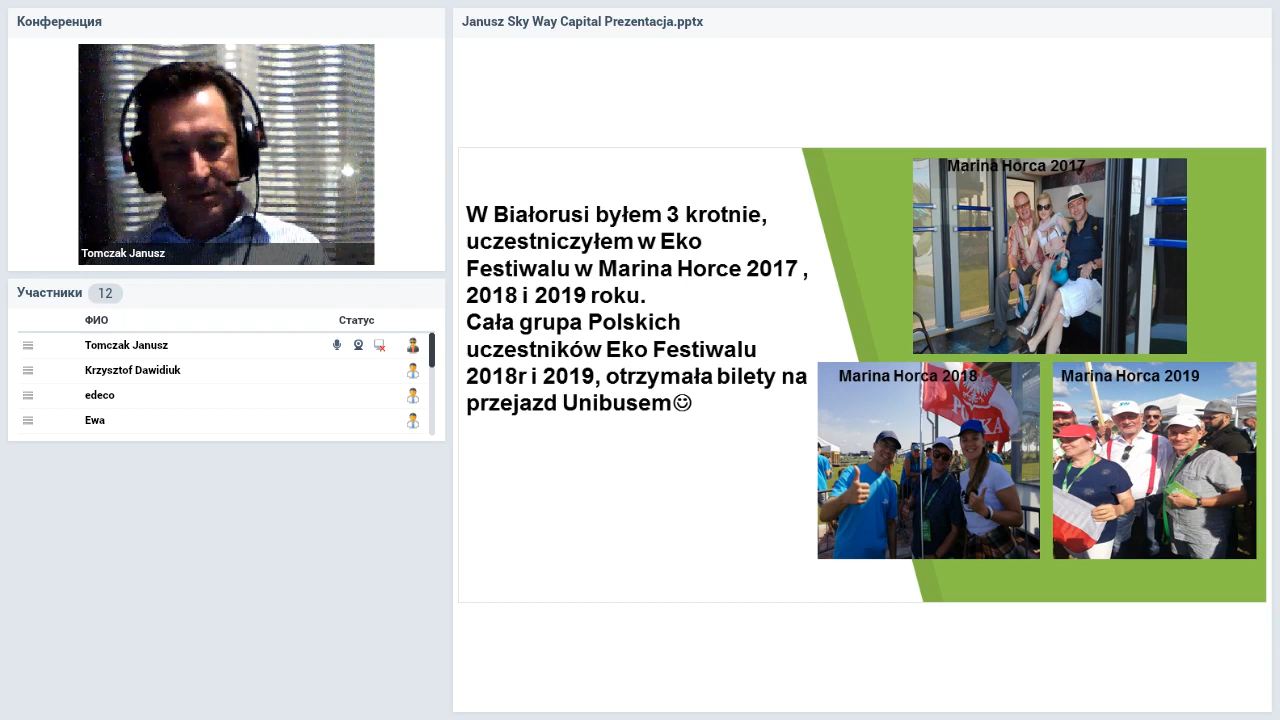 Конференция
Tomczak Janusz
Участники 12
ФИО Статус
Tomczak Janusz
Krzysztof Dawidiuk
edeco
Ewa
Janusz Sky Way Capital Prezentacja.pptx
W Białorusi byłem 3 krotnie,
uczestniczyłem w Eko
Festiwalu w Marina Horce 2017 ,
2018 i 2019 roku.
Cała grupa Polskich
uczestników Eko Festiwalu
2018r i 2019, otrzymała bilety na
przejazd Unibusem☺
Marina Horca 2017
Marina Horca 2018
POLSKA
Marina Horca 2019